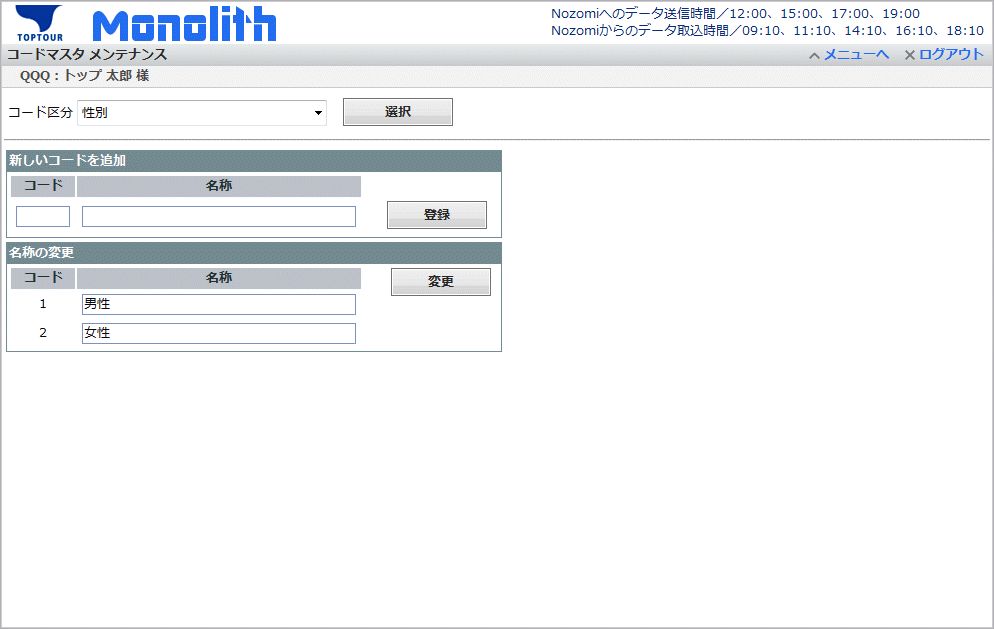 TOPTOUR
Monolith
Nozomiへのデータ送信時間／12:00、15:00、17:00、19:00
Nozomiからのデータ取込時間／09:10、11:10、14:10、16:10、18:10
コードマスタ メンテナンス
メニューへ ログアウト
QQQ：トップ 太郎 様
コード区分 性別 選択
新しいコードを追加
コード 名称
登録
名称の変更
コード 名称 変更
1 男性
2 女性